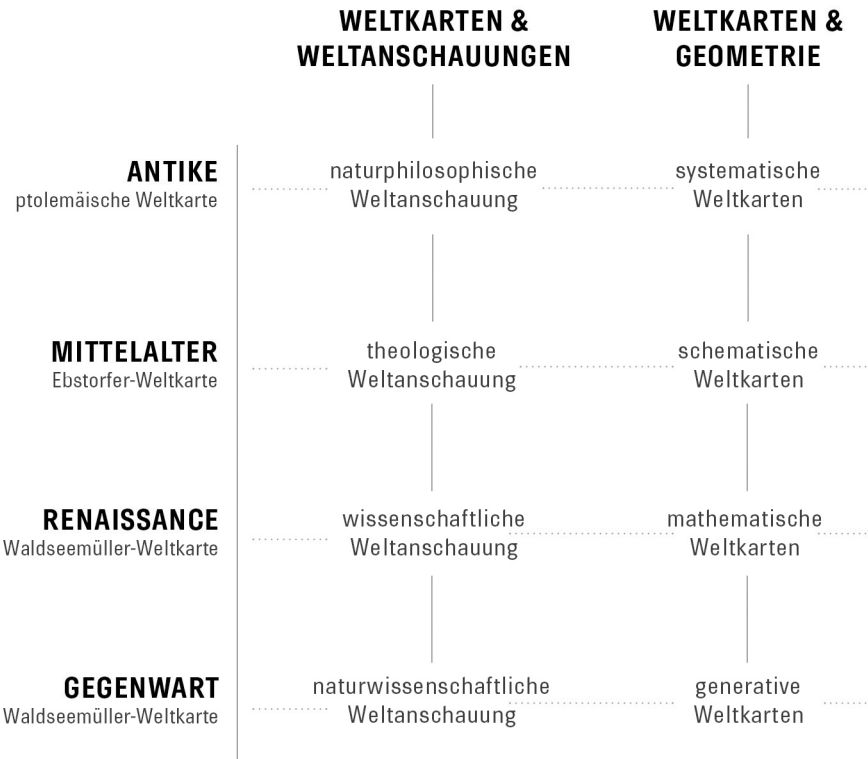 WELTKARTEN &
WELTANSCHAUUNGEN
WELTKARTEN &
GEOMETRIE
ANTIKE
ptolemäische Weltkarte
naturphilosophische
Weltanschauung
systematische
Weltkarten
MITTELALTER
Ebstorfer-Weltkarte
theologische
Weltanschauung
schematische
Weltkarten
RENAISSANCE
Waldseemüller-Weltkarte
wissenschaftliche
Weltanschauung
mathematische
Weltkarten
GEGENWART
Waldseemüller-Weltkarte
naturwissenschaftliche
Weltanschauung
generative
Weltkarten